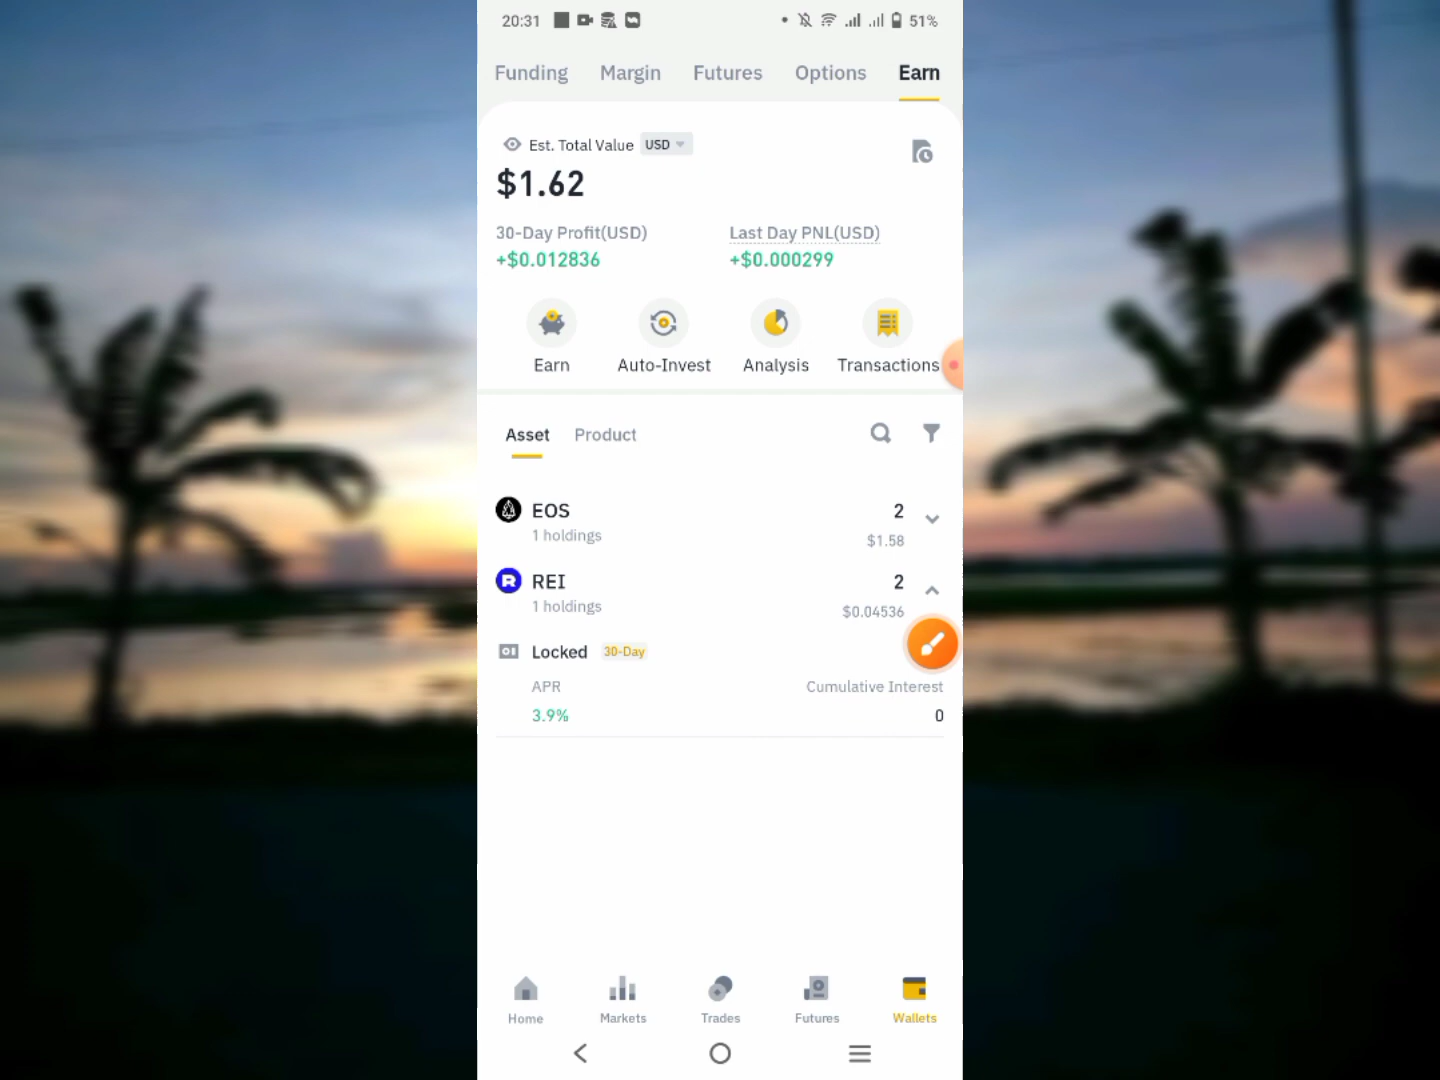 20:31 51%
Funding Margin Futures Options Earn
Est. Total Value USD
$1.62
30-Day Profit(USD) Last Day PNL(USD)
+$0.012836 +$0.000299
Earn Auto-Invest Analysis Transactions
Asset Product
EOS 2
1 holdings $1.58
REI 2
1 holdings $0.04536
Locked 30-Day
APR Cumulative Interest
3.9% 0
Home Markets Trades Futures Wallets